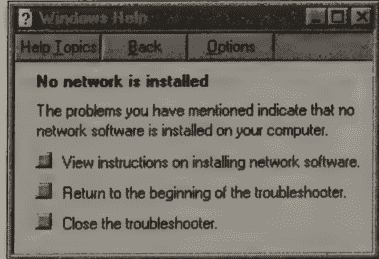 Windows Help
Help Topics Back Options
No network is installed
The problems you have mentioned indicate that no
network software is installed on your computer.
View instructions on installing network software.
Return to the beginning of the troubleshooter.
Close the troubleshooter.